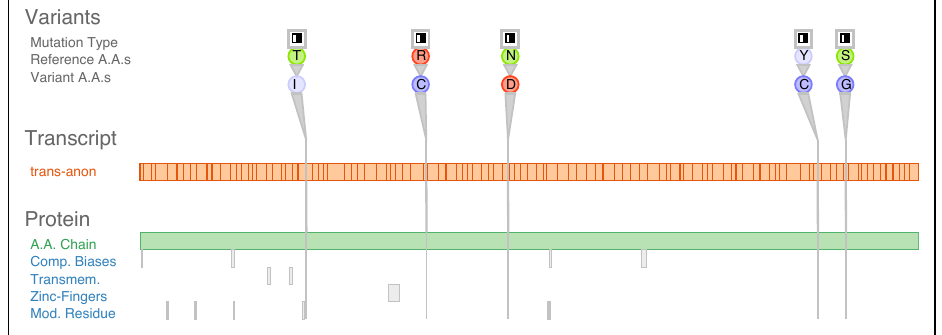 Variants
Mutation Type
Reference A.A.s T R N Y S
Variant A.A.s I C D C G
Transcript
trans-anon
Protein
A.A. Chain
Comp. Biases
Transmem.
Zinc-Fingers
Mod. Residue